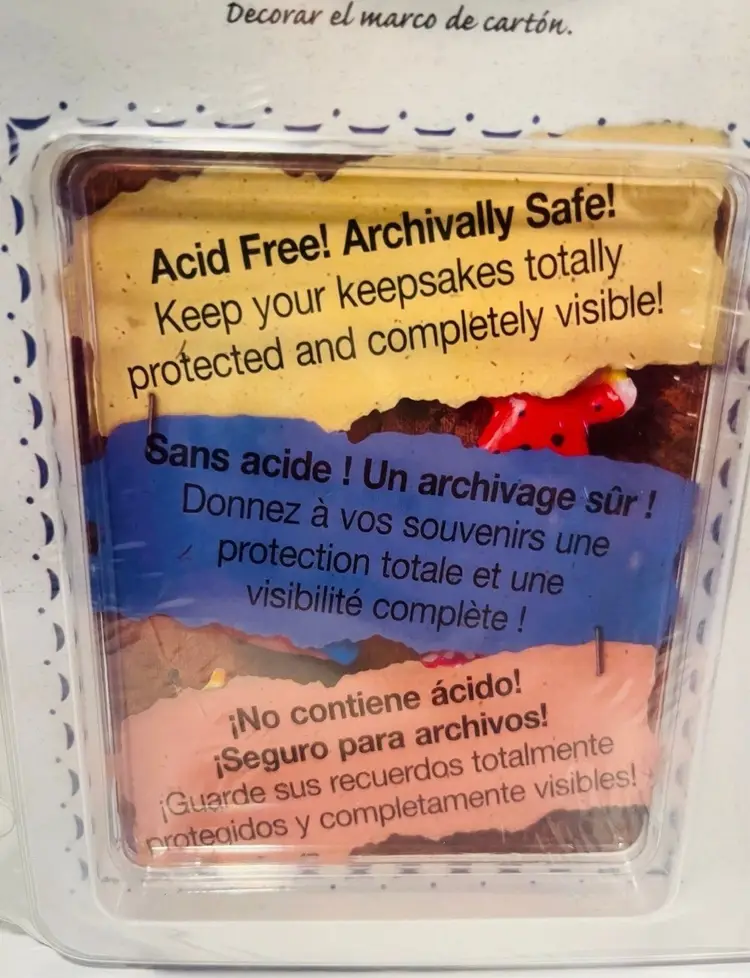 Decorar el marco de cartón.
Acid Free! Archivally Safe!
Keep your keepsakes totally
protected and completely visible!
Sans acide ! Un archivage sûr !
Donnez à vos souvenirs une
protection totale et une
visibilité complète !
¡No contiene ácido!
¡Seguro para archivos!
¡Guarde sus recuerdos totalmente
protegidos y completamente visibles!